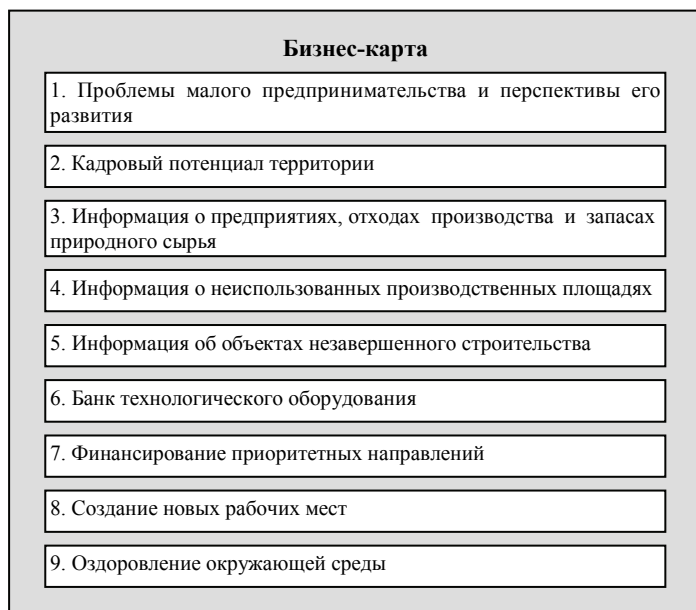 Бизнес-карта
1. Проблемы малого предпринимательства и перспективы его
развития
2. Кадровый потенциал территории
3. Информация о предприятиях, отходах производства и запасах
природного сырья
4. Информация о неиспользованных производственных площадях
5. Информация об объектах незавершенного строительства
6. Банк технологического оборудования
7. Финансирование приоритетных направлений
8. Создание новых рабочих мест
9. Оздоровление окружающей среды